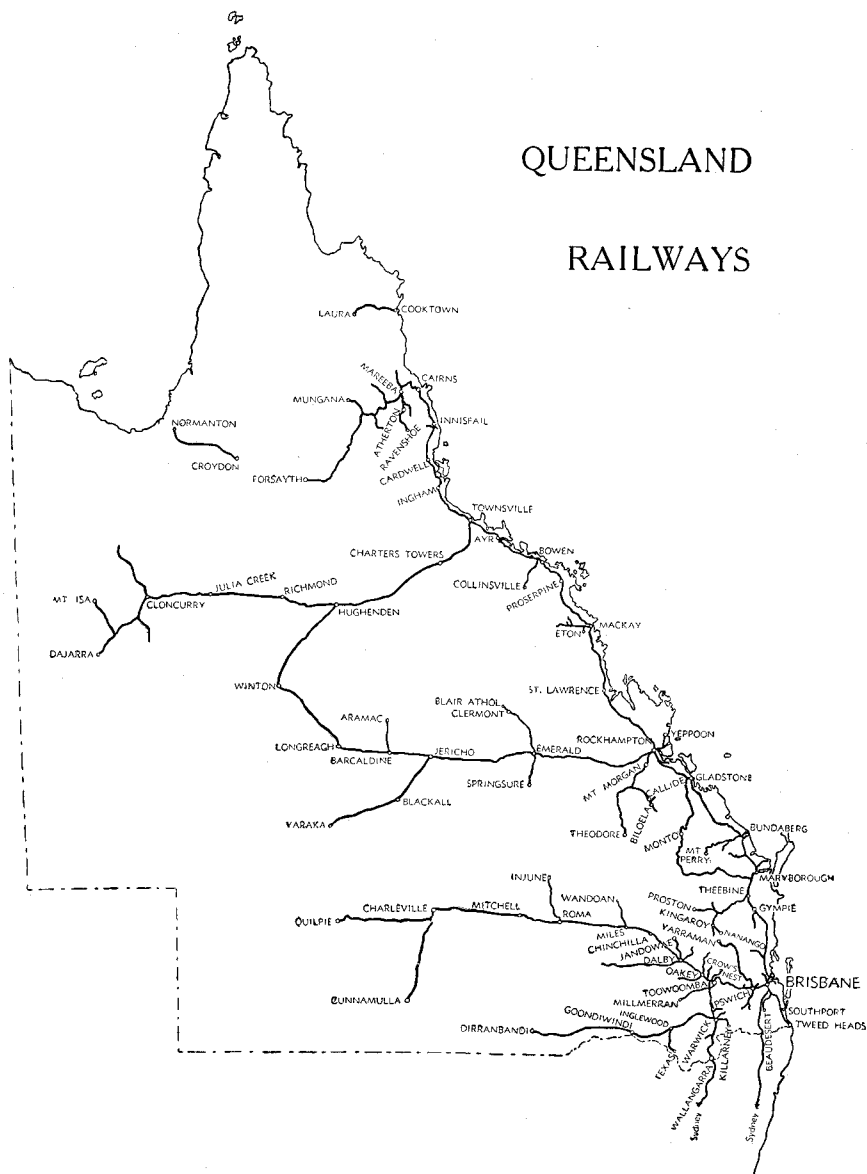 QUEENSLAND
RAILWAYS
LAURA
COOKTOWN
MAREEBA
CAIRNS
MUNGANA
NORMANTON
ATHERTON
RAVENSHOE
INNISFAIL
CROYDON
FORSAYTH
CARDWELL
INGHAM
TOWNSVILLE
AYR
CHARTERS TOWERS
BOWEN
COLLINSVILLE
PROSERPINE
JULIA CREEK
RICHMOND
MT ISA
CLONCURRY
HUGHENDEN
MACKAY
ETON
DAJARRA
WINTON
ST. LAWRENCE
BLAIR ATHOL
CLERMONT
ARAMAC
ROCKHAMPTON
YEPPOON
LONGREACH
BARCALDINE
JERICHO
EMERALD
MT MORGAN
CALLIDE
GLADSTONE
SPRINGSURE
BLACKALL
YARAKA
THEODORE
BILOELA
MONTO
MT
PERRY
BUNDABERG
MARYBOROUGH
INJUNE
THEEBINE
WANDOAN
PROSTON
GYMPIE
CHARLEVILLE
MITCHELL
KINGAROY
QUILPIE
ROMA
MILES
YARRAMAN
NANANGO
CHINCHILLA
JANDOWAE
DALBY
CROW'S
NEST
OAKEY
BRISBANE
TOOWOOMBA
CUNNAMULLA
MILLMERRAN
IPSWICH
SOUTHPORT
GOONDIWINDI
INGLEWOOD
TWEED HEADS
DIRRANBANDI
WARWICK
KILLARNEY
BEAUDESERT
TEXAS
WALLANGARRA
Sydney
Sydney